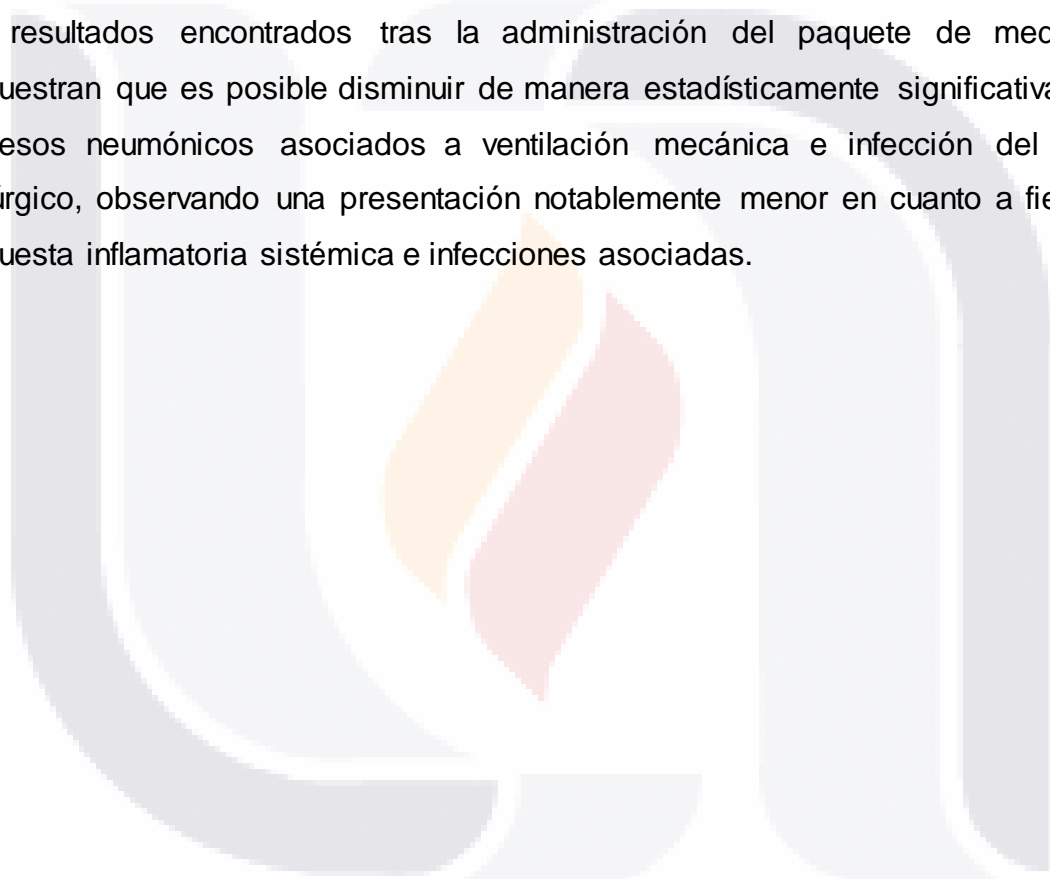 resultados encontrados tras la administración del paquete de med
uestran que es posible disminuir de manera estadísticamente significativa
esos neumónicos asociados a ventilación mecánica e infección del
úrgico, observando una presentación notablemente menor en cuanto a fie
uesta inflamatoria sistémica e infecciones asociadas.